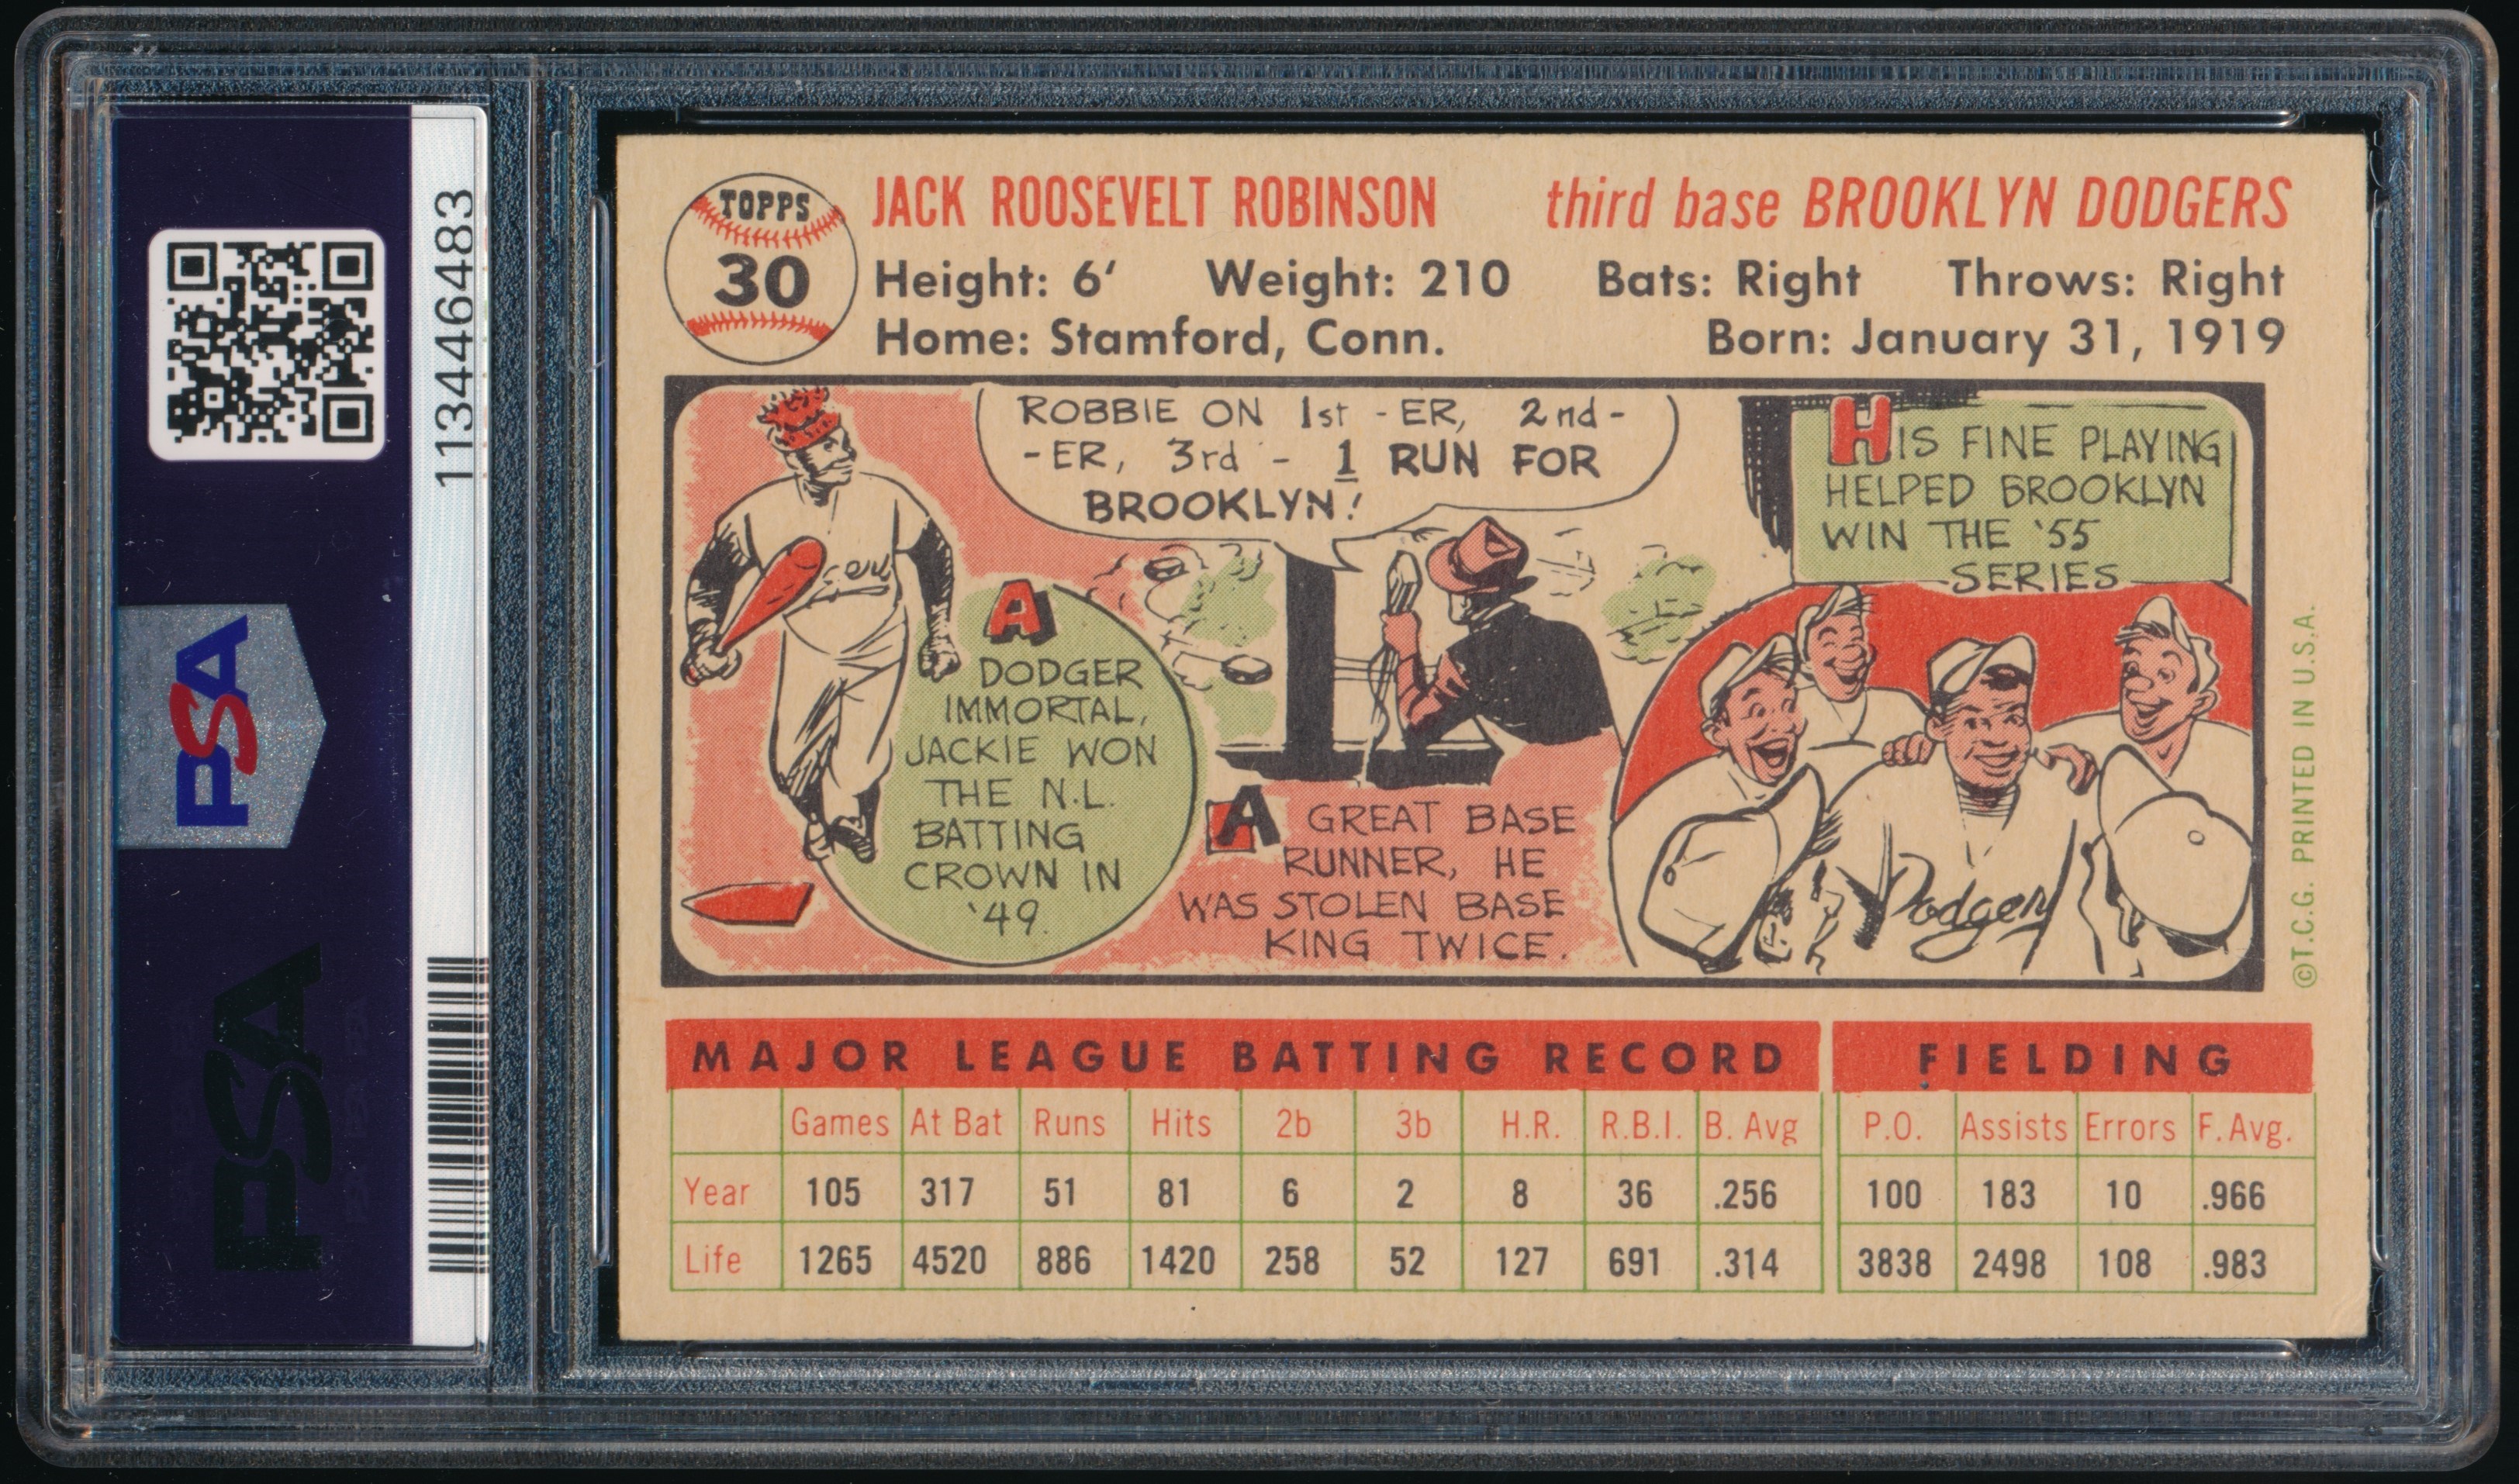 113446483
PSA
PSA
TOPPS
30
JACK ROOSEVELT ROBINSON
third base BROOKLYN DODGERS
Height: 6' Weight: 210 Bats: Right Throws: Right
Home: Stamford, Conn. Born: January 31, 1919
ROBBIE ON 1st - ER, 2nd -
- ER, 3rd - 1 RUN FOR
BROOKLYN!
A
DODGER
IMMORTAL,
JACKIE WON
THE N.L.
BATTING
CROWN IN
'49.
A GREAT BASE
RUNNER, HE
WAS STOLEN BASE
KING TWICE.
HIS FINE PLAYING
HELPED BROOKLYN
WIN THE '55
SERIES
Dodgers
©T.C.G. PRINTED IN U.S.A.
MAJOR LEAGUE BATTING RECORD FIELDING
Games At Bat Runs Hits 2b 3b H.R. R.B.I. B. Avg P.O. Assists Errors F. Avg.
Year 105 317 51 81 6 2 8 36 .256 100 183 10 .966
Life 1265 4520 886 1420 258 52 127 691 .314 3838 2498 108 .983